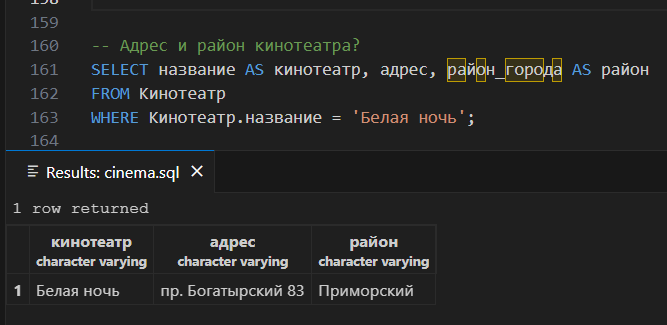 159
160 -- Адрес и район кинотеатра?
161 SELECT название AS кинотеатр, адрес, район_города AS район
162 FROM Кинотеатр
163 WHERE Кинотеатр.название = 'Белая ночь';
164
Results: cinema.sql
1 row returned
кинотеатр адрес район
character varying character varying character varying
1 Белая ночь пр. Богатырский 83 Приморский